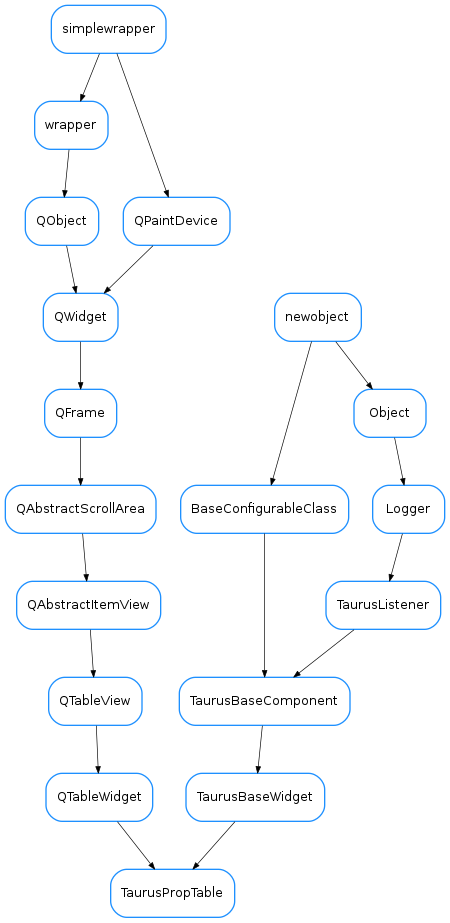 simplewrapper
wrapper
QObject
QPaintDevice
QWidget
newobject
QFrame
Object
QAbstractScrollArea
BaseConfigurableClass
Logger
QAbstractItemView
TaurusListener
QTableView
TaurusBaseComponent
QTableWidget
TaurusBaseWidget
TaurusPropTable